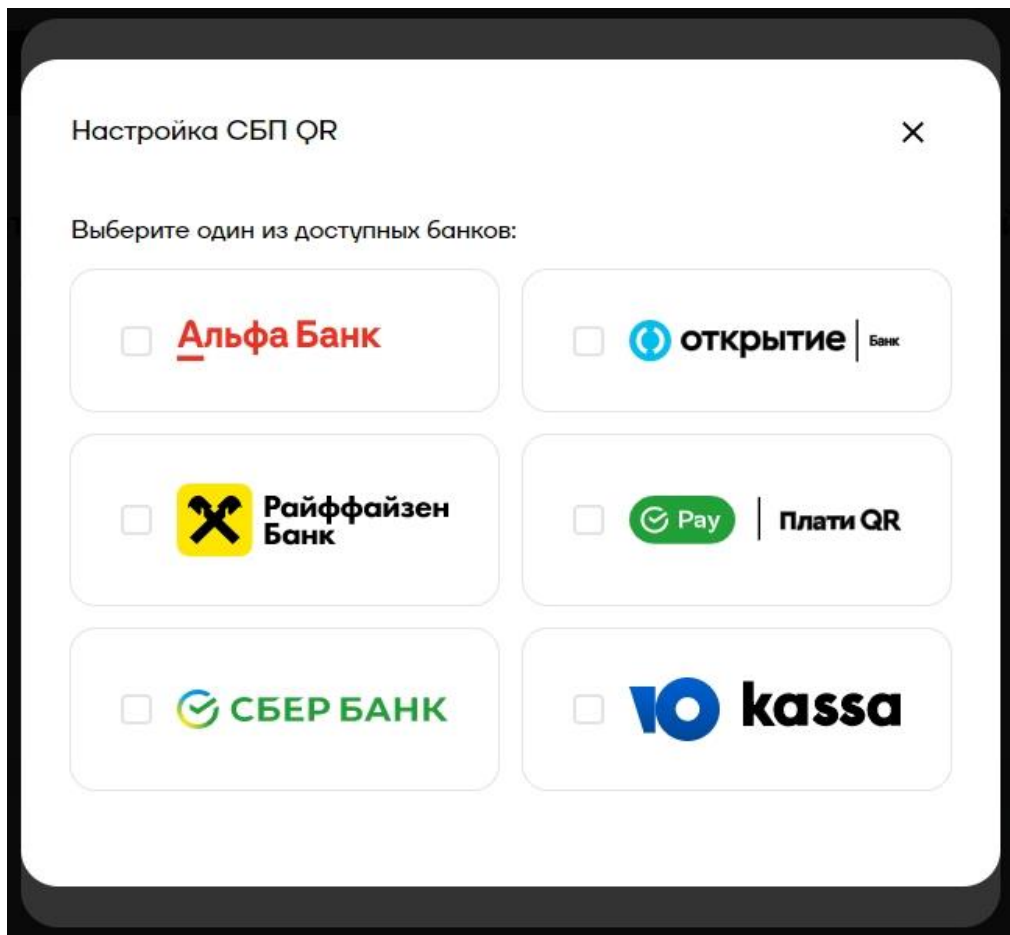 Настройка СБП QR
Выберите один из доступных банков:
Альфа Банк
открытие | Банк
Райффайзен
Банк
Pay | Плати QR
СБЕР БАНК
Ю kassa